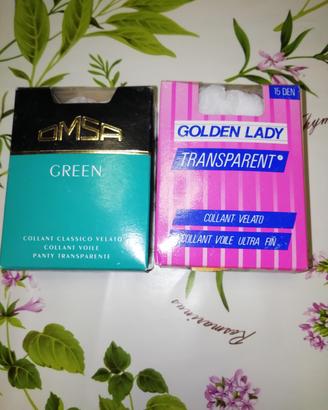 OMSA
GREEN
COLLANT CLASSICO VELATO
COLLANT VOILE
PANTY TRANSPARENTE
15 DEN
GOLDEN LADY
TRANSPARENT
COLLANT VELATO
COLLANT VOILE ULTRA FIN
Rosmarinus